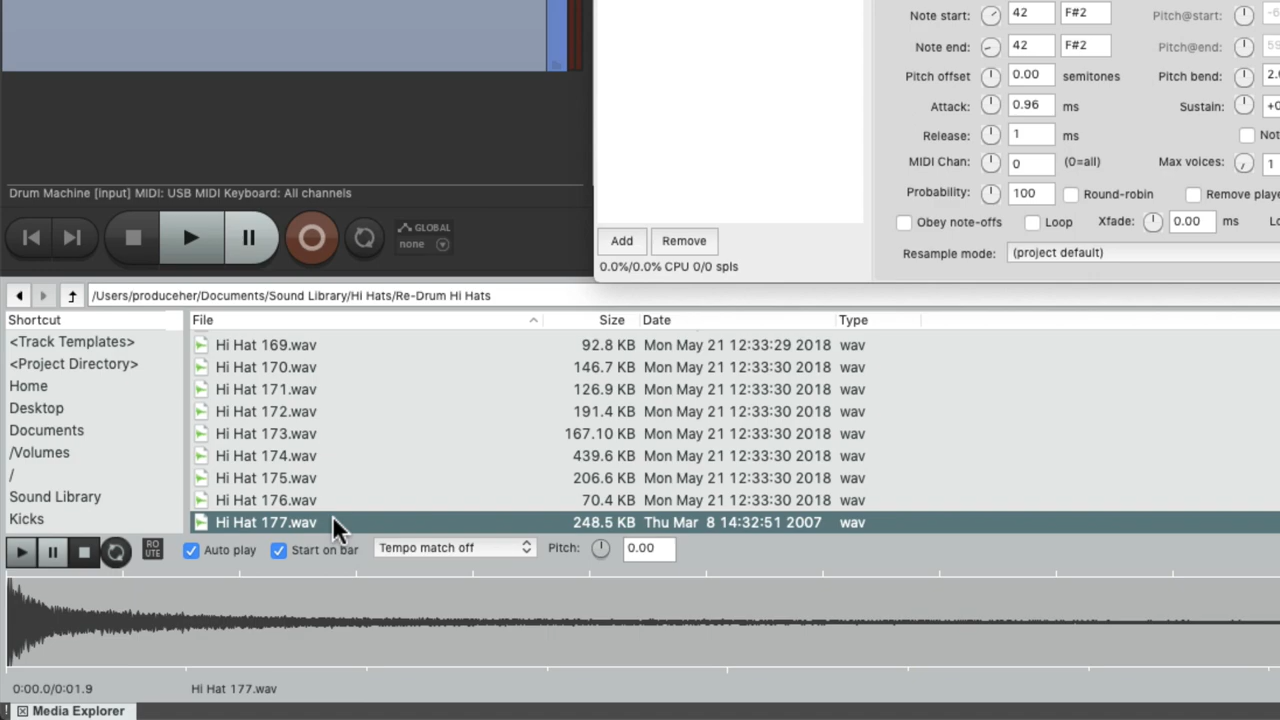 Note start: 42 F#2 Pitch@start: -6
Note end: 42 F#2 Pitch@end: 59
Pitch offset 0.00 semitones Pitch bend: 2.
Attack: 0.96 ms Sustain: +0
Release: 1 ms Not
MIDI Chan: 0 (0=all) Max voices: 1
Probability: 100 Round-robin Remove playe
Obey note-offs Loop Xfade: 0.00 ms Lo
Resample mode: (project default)
Drum Machine [input] MIDI: USB MIDI Keyboard: All channels
GLOBAL
none
Add Remove
0.0%/0.0% CPU 0/0 spls
/Users/produceher/Documents/Sound Library/Hi Hats/Re-Drum Hi Hats
Shortcut File Size Date Type
<Track Templates>
<Project Directory>
Home
Desktop
Documents
/Volumes
/
Sound Library
Kicks
Hi Hat 169.wav 92.8 KB Mon May 21 12:33:29 2018 wav
Hi Hat 170.wav 146.7 KB Mon May 21 12:33:30 2018 wav
Hi Hat 171.wav 126.9 KB Mon May 21 12:33:30 2018 wav
Hi Hat 172.wav 191.4 KB Mon May 21 12:33:30 2018 wav
Hi Hat 173.wav 167.10 KB Mon May 21 12:33:30 2018 wav
Hi Hat 174.wav 439.6 KB Mon May 21 12:33:30 2018 wav
Hi Hat 175.wav 206.6 KB Mon May 21 12:33:30 2018 wav
Hi Hat 176.wav 70.4 KB Mon May 21 12:33:30 2018 wav
Hi Hat 177.wav 248.5 KB Thu Mar 8 14:32:51 2007 wav
RO
UTE
Auto play Start on bar Tempo match off Pitch: 0.00
0:00.0/0:01.9 Hi Hat 177.wav
! Media Explorer